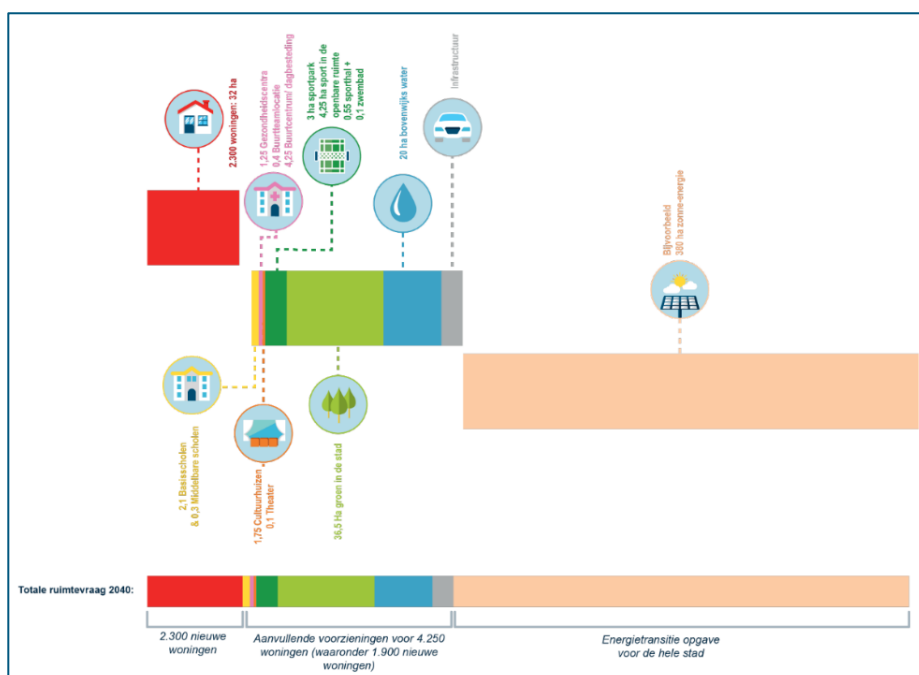 2.300 woningen: 32 ha
1,25 Gezondheidscentra
0,4 Buurtteamlocatie
4,25 Buurtcentrum/ dagbesteding
3 ha sportpark
4,25 ha sport in de
openbare ruimte
0,55 sporthal +
0,1 zwembad
20 ha bovenwijks water
Infrastructuur
Bijvoorbeeld
380 ha zonne-energie
2,1 Basisscholen
& 0,3 Middelbare scholen
1,75 Cultuurhuizen
0,1 Theater
36,5 Ha groen in de stad
Totale ruimtevraag 2040:
2.300 nieuwe
woningen
Aanvullende voorzieningen voor 4.250
woningen (waaronder 1.900 nieuwe
woningen)
Energietransitie opgave
voor de hele stad